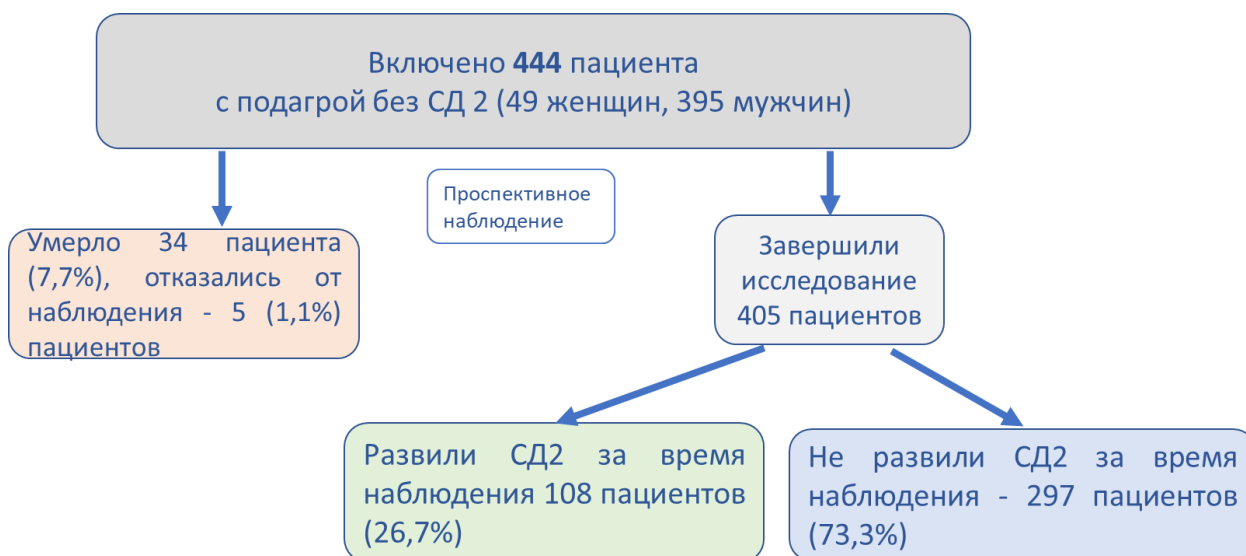 Включено 444 пациента
с подагрой без СД 2 (49 женщин, 395 мужчин)
Проспективное
наблюдение
Умерло 34 пациента
(7,7%), отказались от
наблюдения - 5 (1,1%)
пациентов
Завершили
исследование
405 пациентов
Развили СД2 за время
наблюдения 108 пациентов
(26,7%)
Не развили СД2 за время
наблюдения - 297 пациентов
(73,3%)